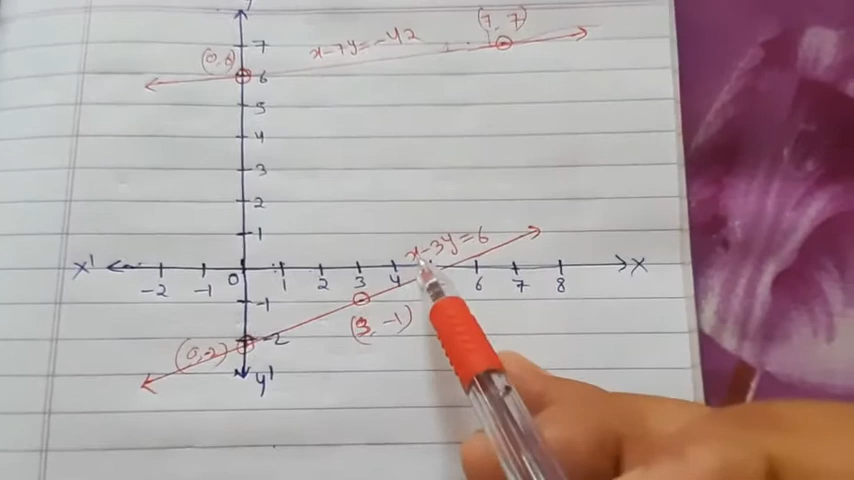 y
(7, 7)
7
x-7y=-42
(0,6)
6
5
4
3
2
1
x-3y=6
X'
-2 -1 0 1 2 3 4 6 7 8 X
-1
(3, -1)
(0,-2) -2
y'